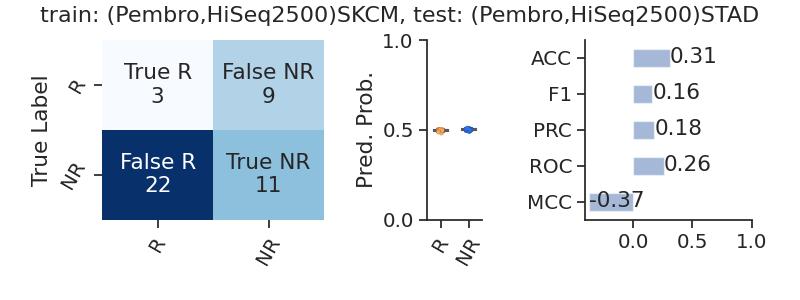 train: (Pembro,HiSeq2500)SKCM, test: (Pembro,HiSeq2500)STAD
True Label
R
NR
True R
3
False NR
9
False R
22
True NR
11
R
NR
Pred. Prob.
1.0
0.5
0.0
R
NR
ACC
0.31
F1
0.16
PRC
0.18
ROC
0.26
MCC
-0.37
0.0
0.5
1.0